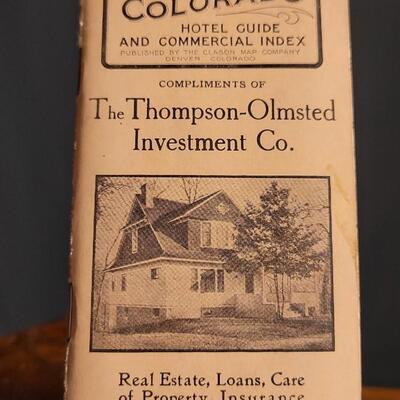 COLORADO
HOTEL GUIDE
AND COMMERCIAL INDEX
PUBLISHED BY THE CLASON MAP COMPANY
DENVER COLORADO
COMPLIMENTS OF
The Thompson-Olmsted
Investment Co.
Real Estate, Loans, Care
of Property, Insurance